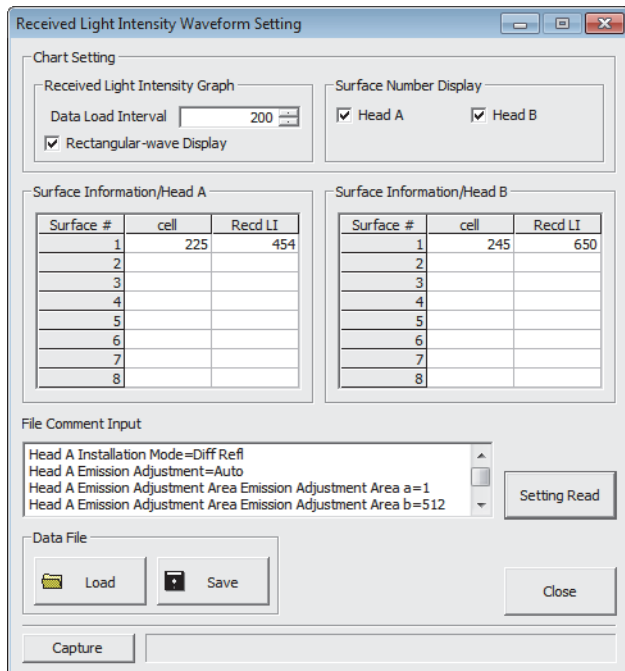 Received Light Intensity Waveform Setting
Chart Setting
Received Light Intensity Graph
Data Load Interval 200
Rectangular-wave Display
Surface Number Display
Head A Head B
Surface Information/Head A
Surface # cell Recd LI
1 225 454
2
3
4
5
6
7
8
Surface Information/Head B
Surface # cell Recd LI
1 245 650
2
3
4
5
6
7
8
File Comment Input
Head A Installation Mode=Diff Refl
Head A Emission Adjustment=Auto
Head A Emission Adjustment Area Emission Adjustment Area a=1
Head A Emission Adjustment Area Emission Adjustment Area b=512
Setting Read
Data File
Load Save
Close
Capture